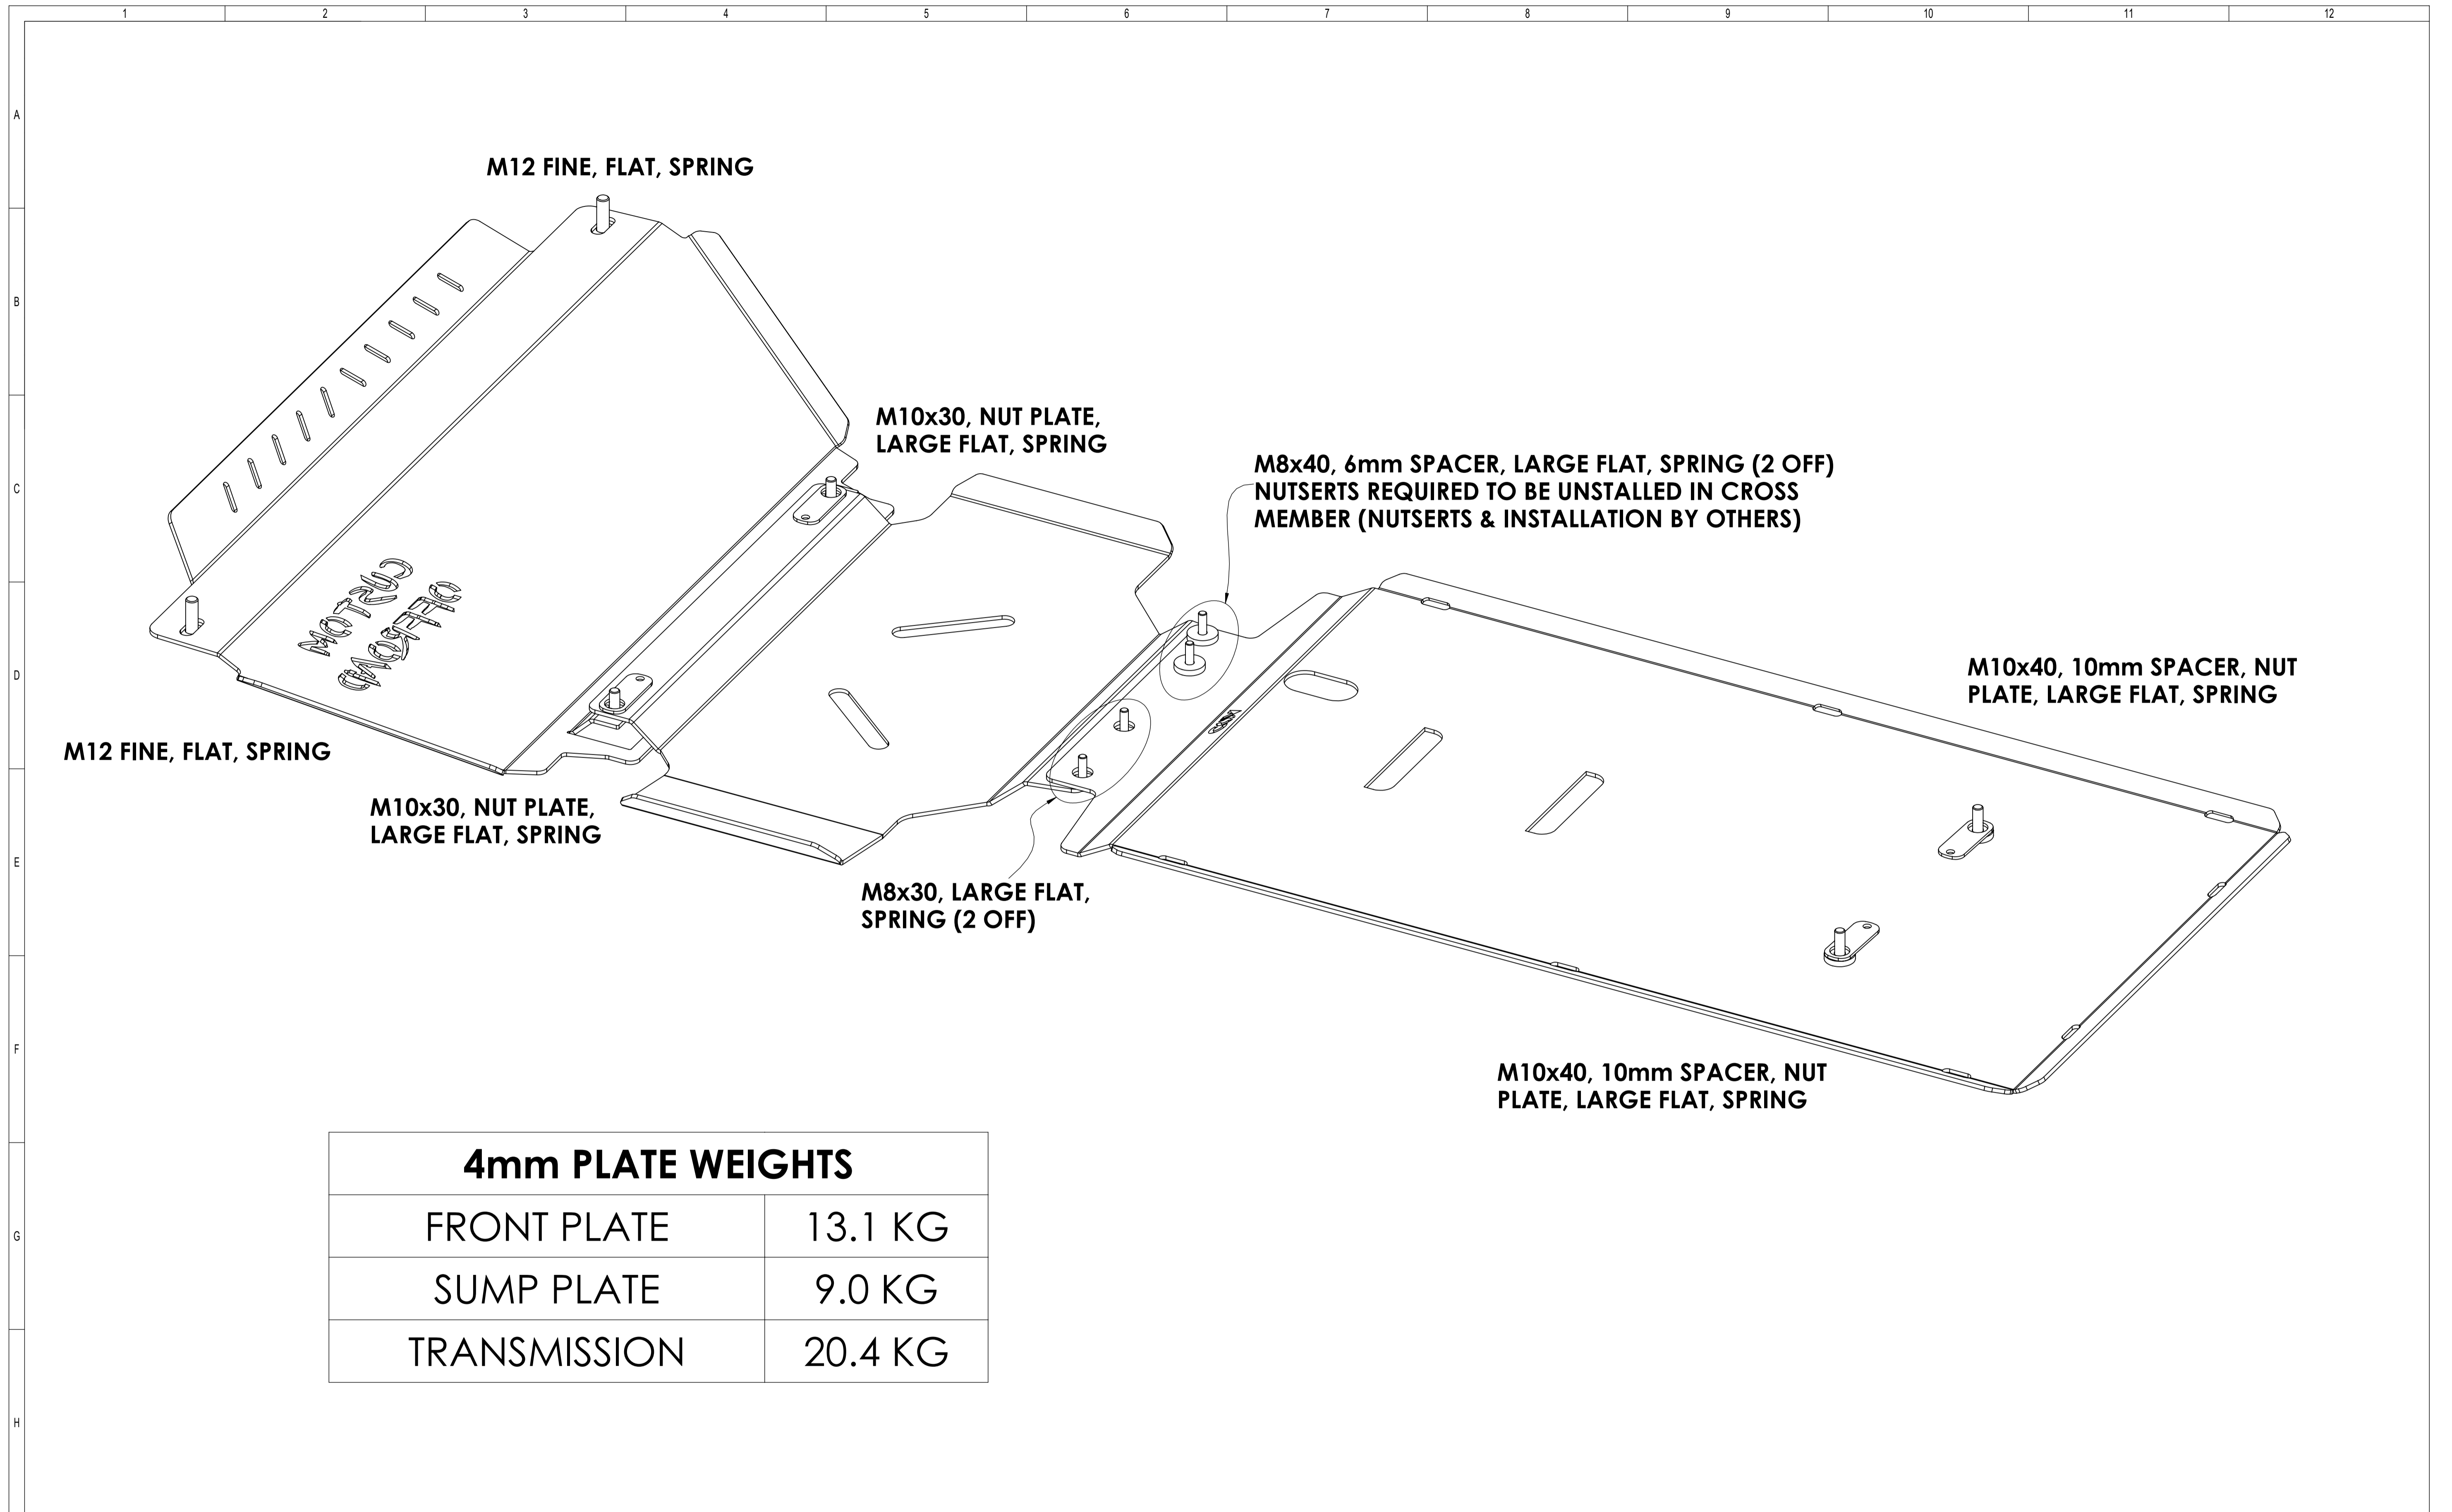 1 2 3 4 5 6 7 8 9 10 11 12
A
B
C
D
E
F
G
H
M12 FINE, FLAT, SPRING
M10x30, NUT PLATE,
LARGE FLAT, SPRING
M8x40, 6mm SPACER, LARGE FLAT, SPRING (2 OFF)
NUTSERTS REQUIRED TO BE UNSTALLED IN CROSS
MEMBER (NUTSERTS & INSTALLATION BY OTHERS)
CUSTOM
OFFROAD
M10x40, 10mm SPACER, NUT
PLATE, LARGE FLAT, SPRING
M12 FINE, FLAT, SPRING
M10x30, NUT PLATE,
LARGE FLAT, SPRING
M8x30, LARGE FLAT,
SPRING (2 OFF)
M10x40, 10mm SPACER, NUT
PLATE, LARGE FLAT, SPRING
4mm PLATE WEIGHTS
FRONT PLATE 13.1 KG
SUMP PLATE 9.0 KG
TRANSMISSION 20.4 KG